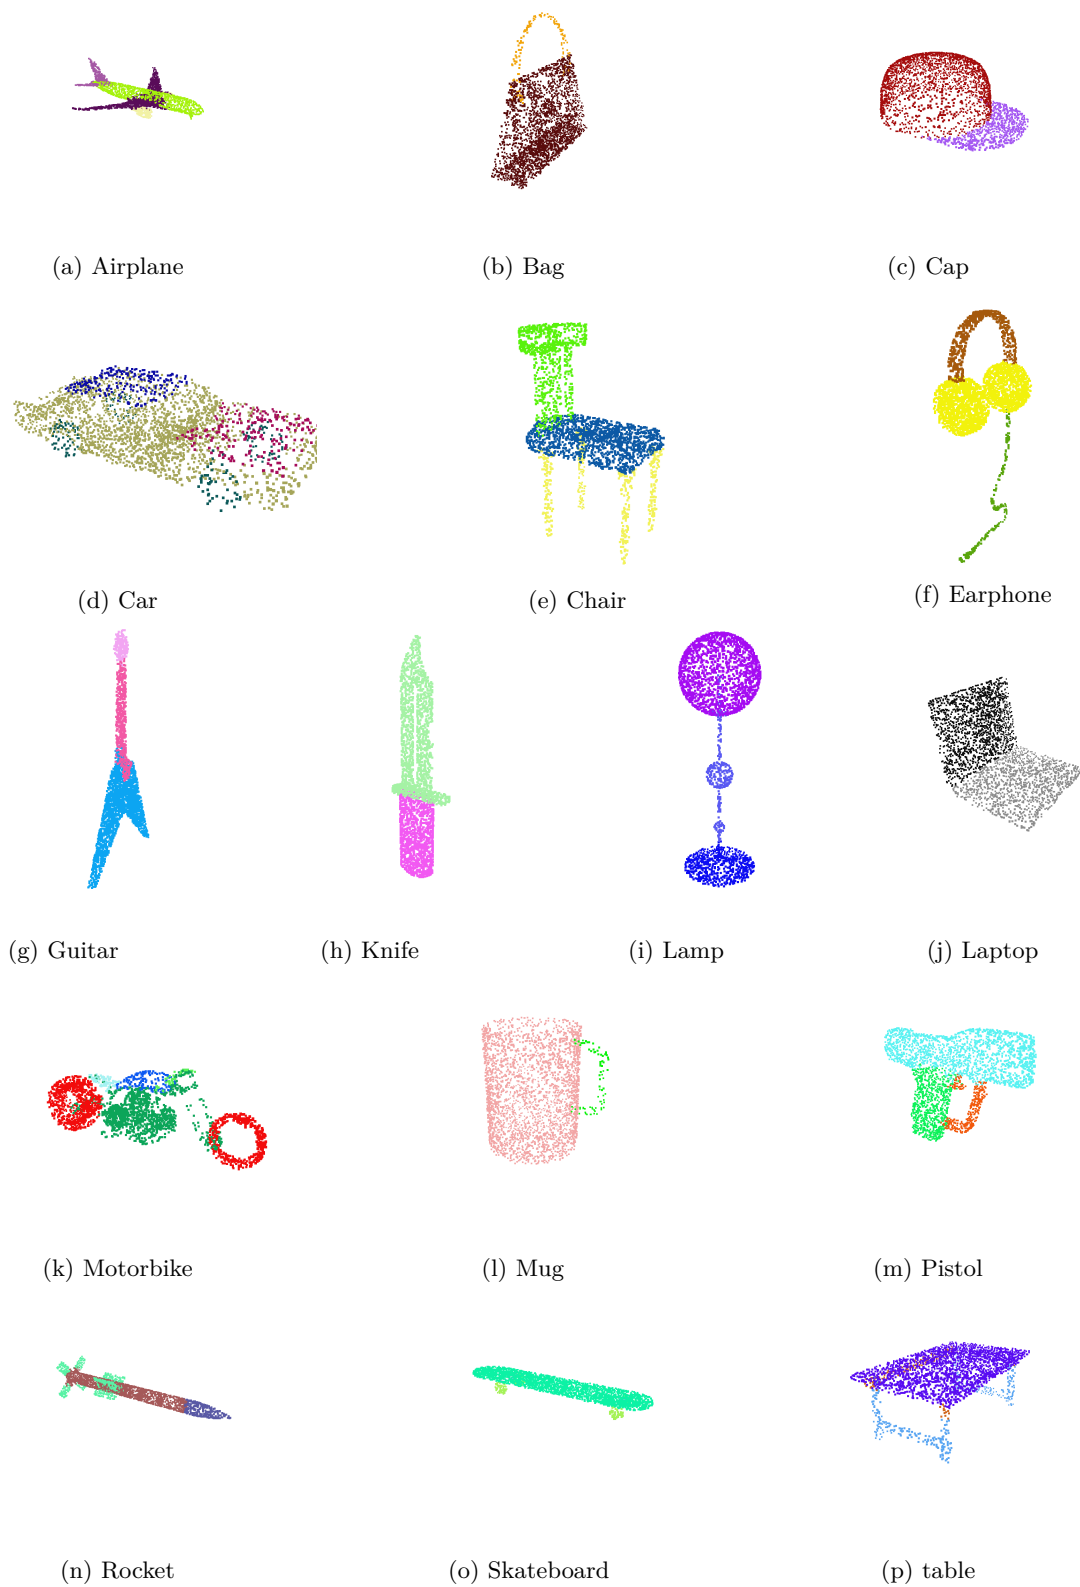 (a) Airplane
(b) Bag
(c) Cap
(d) Car
(e) Chair
(f) Earphone
(g) Guitar
(h) Knife
(i) Lamp
(j) Laptop
(k) Motorbike
(l) Mug
(m) Pistol
(n) Rocket
(o) Skateboard
(p) table